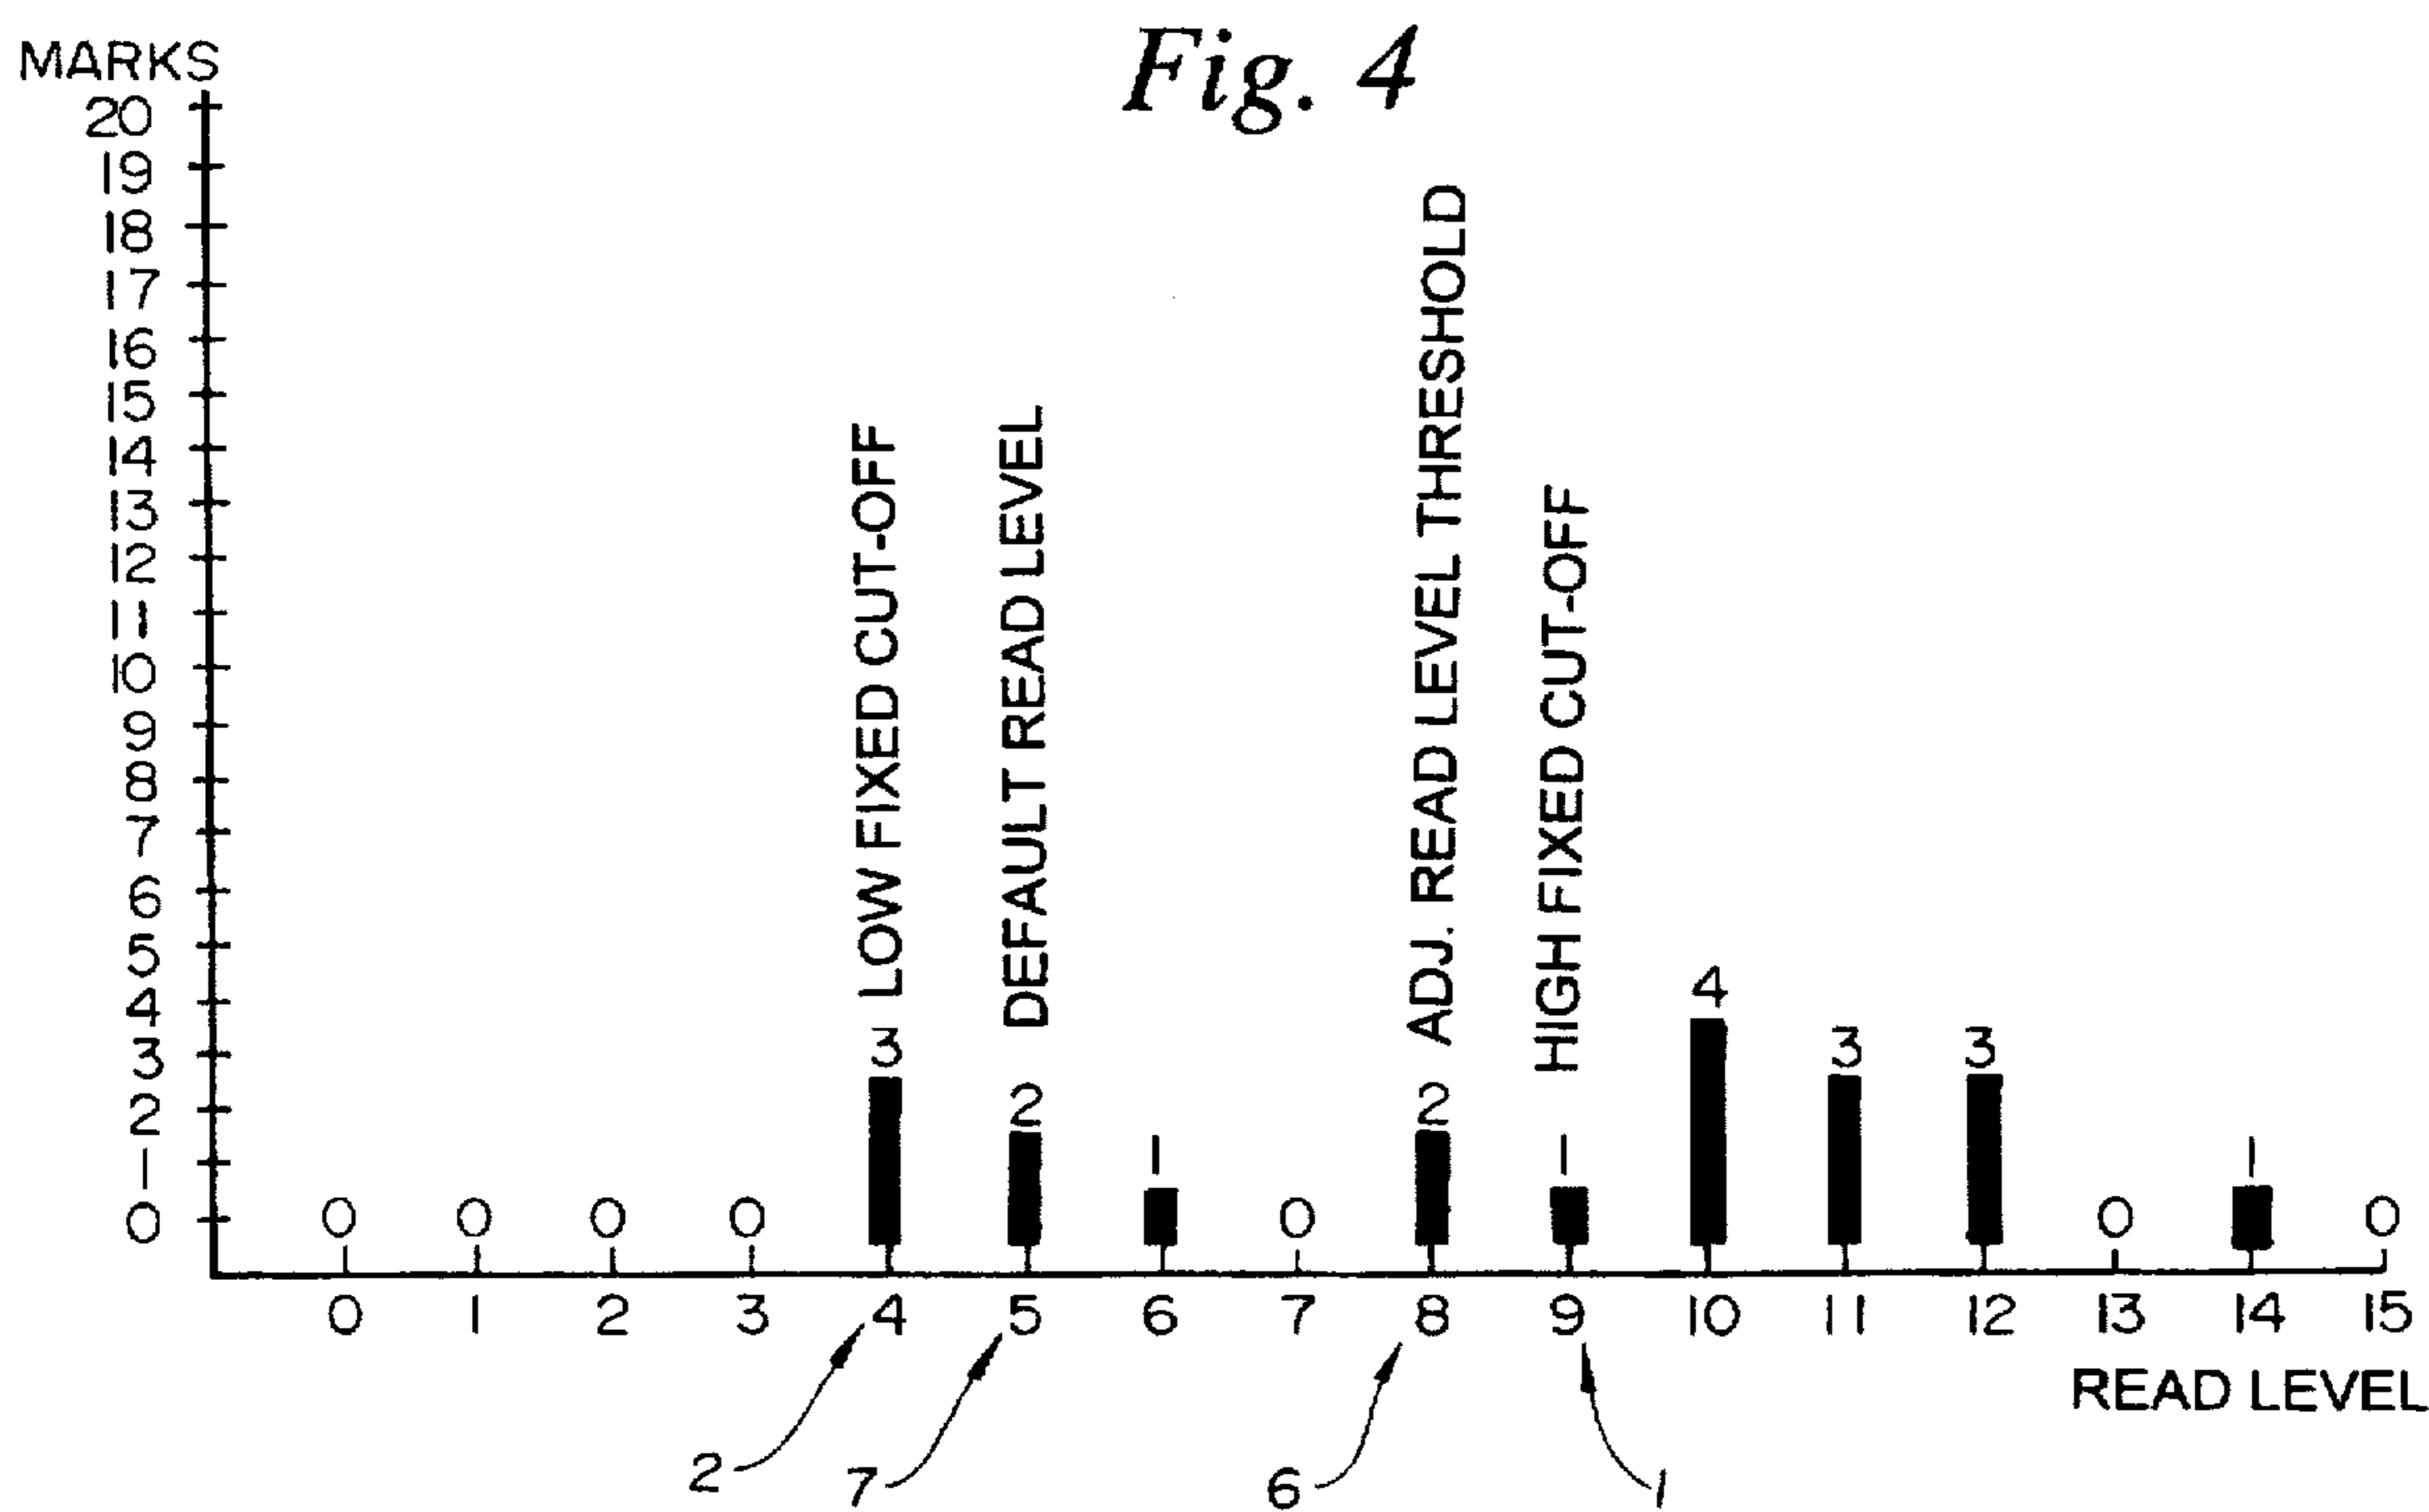 Fig. 4
MARKS
20
19
18
17
16
15
14
13
12
11
10
9
8
7
6
5
4
3
2
1
0
LOW FIXED CUT-OFF
DEFAULT READ LEVEL
ADJ. READ LEVEL THRESHOLD
HIGH FIXED CUT-OFF
0 0 0 0 3 2 1 0 2 1 4 3 3 0 1 0
0 1 2 3 4 5 6 7 8 9 10 11 12 13 14 15
READ LEVEL
2 7 6 1